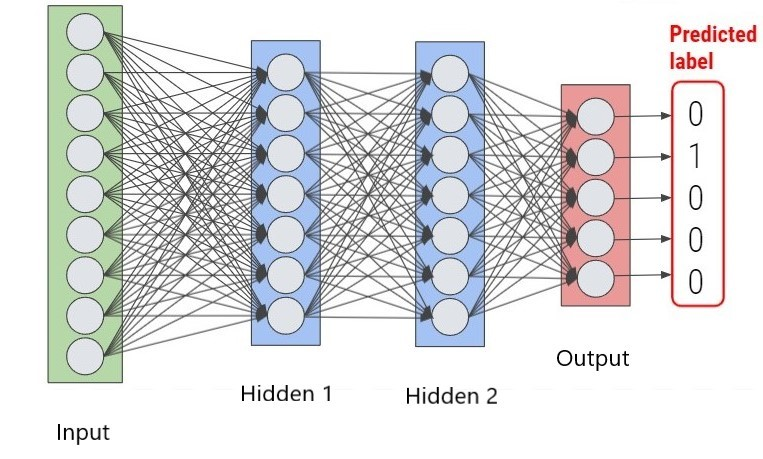 Predicted
label
0
1
0
0
0
Output
Hidden 1
Hidden 2
Input